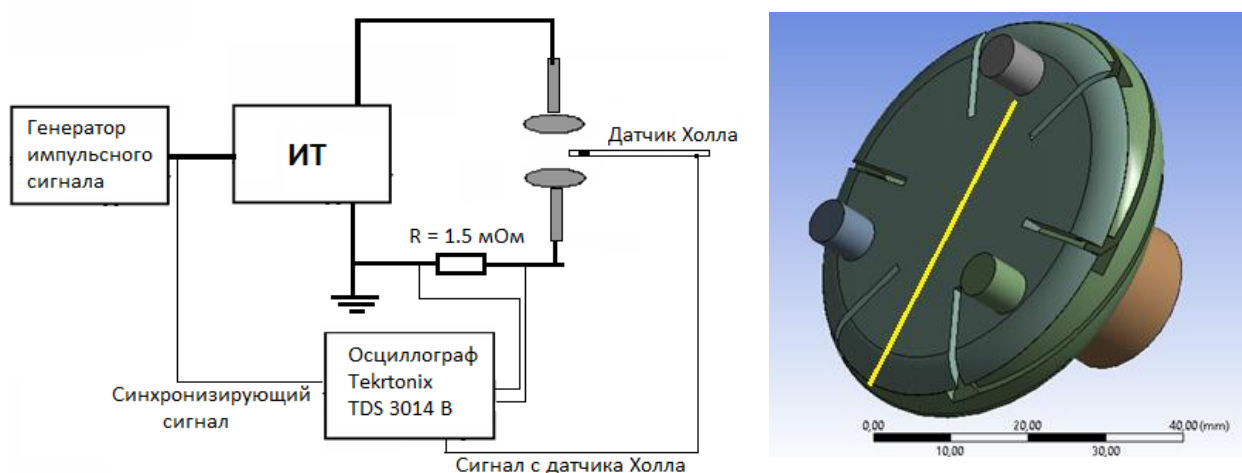 Генератор
импульсного
сигнала
ИТ
Датчик Холла
R = 1.5 мОм
Осциллограф
Tekrtonix
TDS 3014 B
Синхронизирующий
сигнал
Сигнал с датчика Холла
0,00
20,00
40,00 (mm)
10,00
30,00